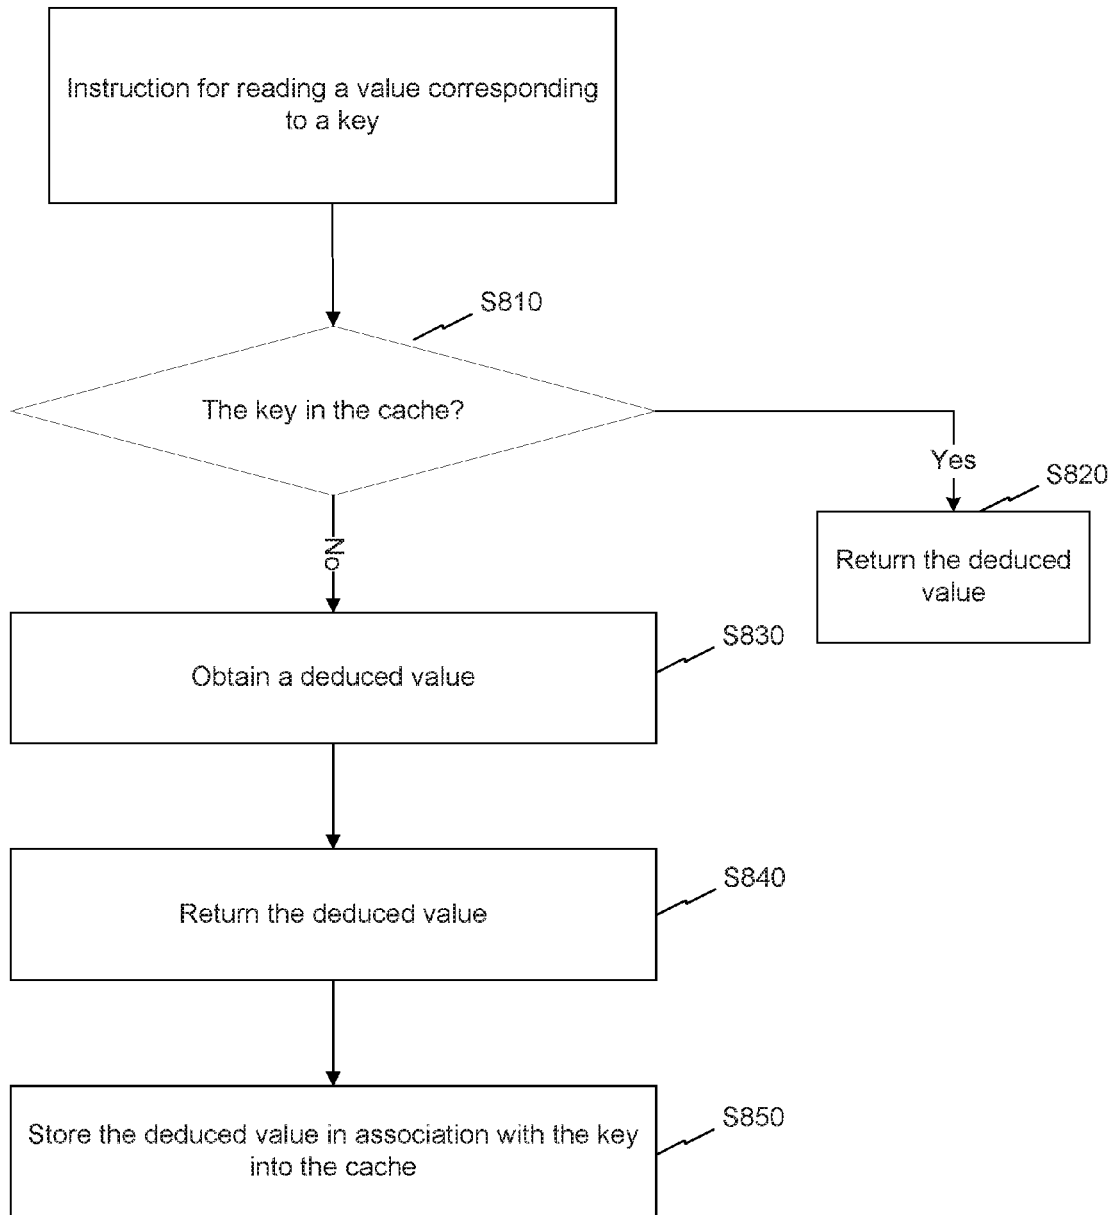 Instruction for reading a value corresponding
to a key
S810
The key in the cache?
Yes
S820
Return the deduced
value
No
S830
Obtain a deduced value
S840
Return the deduced value
S850
Store the deduced value in association with the key
into the cache